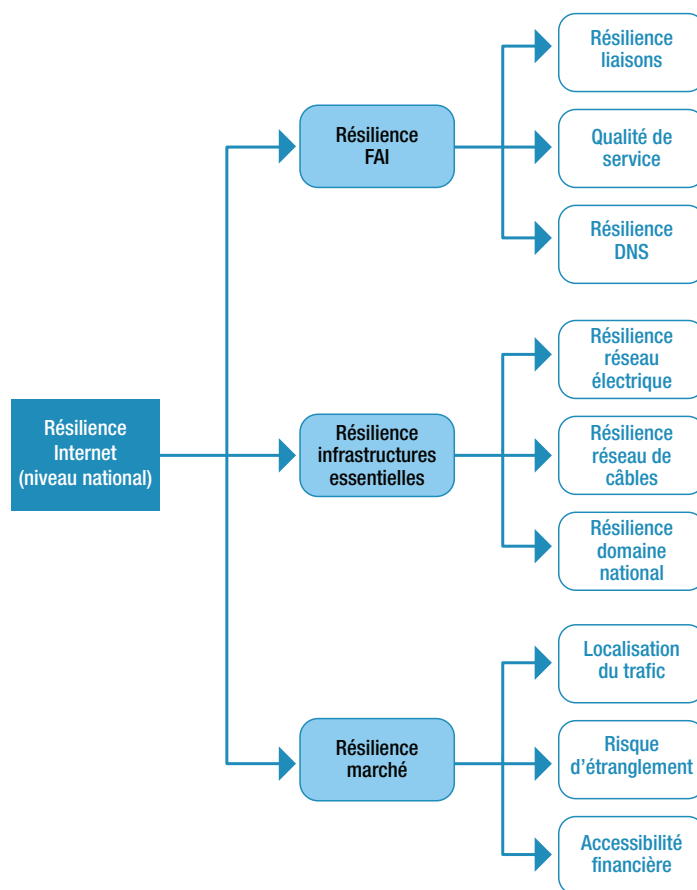 Résilience
liaisons
Résilience
FAI
Qualité de
service
Résilience
DNS
Résilience
réseau
électrique
Résilience
Internet
(niveau national)
Résilience
infrastructures
essentielles
Résilience
réseau de
câbles
Résilience
domaine
national
Localisation
du trafic
Résilience
marché
Risque
d'étranglement
Accessibilité
financière